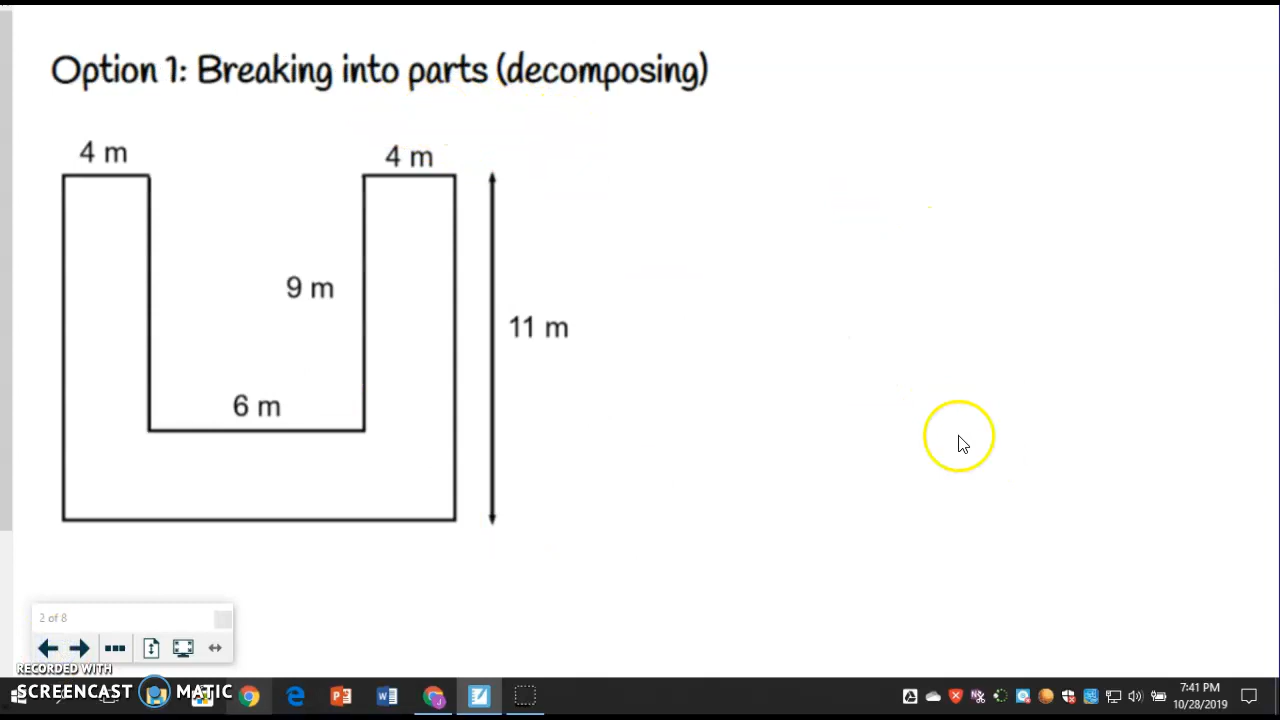 Option 1: Breaking into parts (decomposing)
4 m
4 m
9 m
11 m
6 m
2 of 8
RECORDED WITH
SCREENCAST MATIC
7:41 PM
10/28/2019